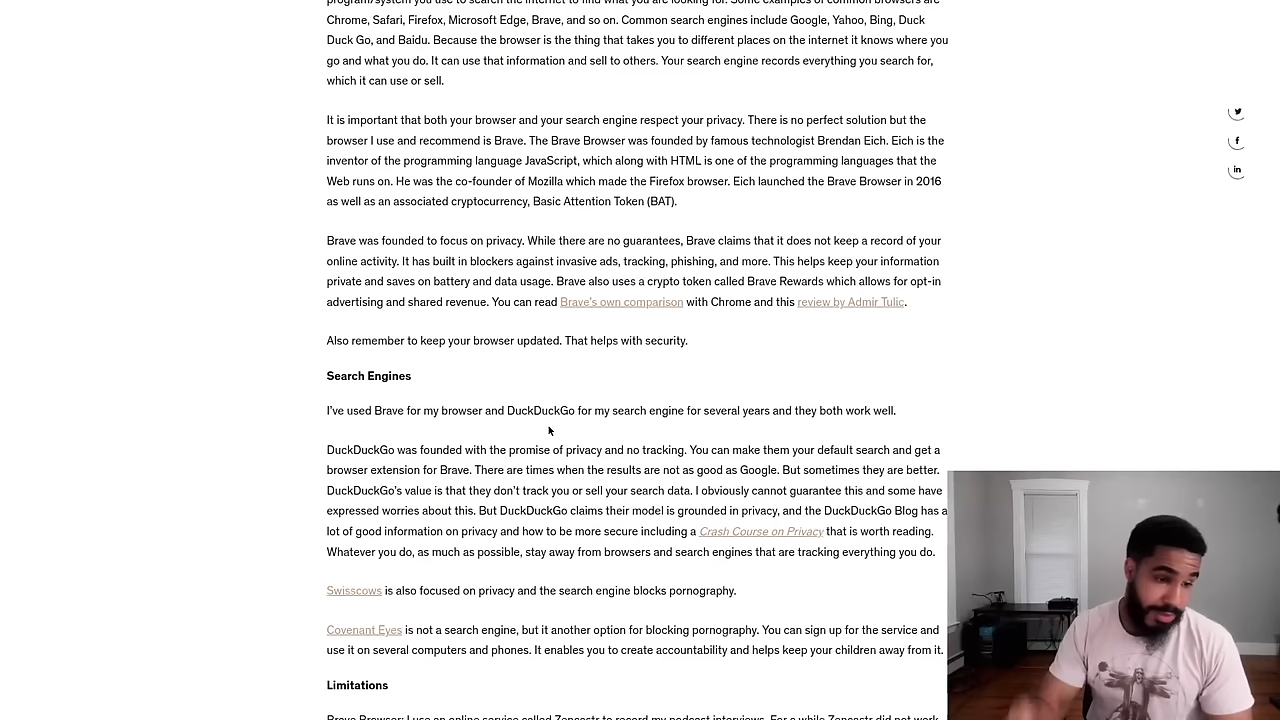 program/system you use to search the internet to find what you are looking for. Some examples of common browsers are
Chrome, Safari, Firefox, Microsoft Edge, Brave, and so on. Common search engines include Google, Yahoo, Bing, Duck
Duck Go, and Baidu. Because the browser is the thing that takes you to different places on the internet it knows where you
go and what you do. It can use that information and sell to others. Your search engine records everything you search for,
which it can use or sell.
It is important that both your browser and your search engine respect your privacy. There is no perfect solution but the
browser I use and recommend is Brave. The Brave Browser was founded by famous technologist Brendan Eich. Eich is the
inventor of the programming language JavaScript, which along with HTML is one of the programming languages that the
Web runs on. He was the co-founder of Mozilla which made the Firefox browser. Eich launched the Brave Browser in 2016
as well as an associated cryptocurrency, Basic Attention Token (BAT).
Brave was founded to focus on privacy. While there are no guarantees, Brave claims that it does not keep a record of your
online activity. It has built in blockers against invasive ads, tracking, phishing, and more. This helps keep your information
private and saves on battery and data usage. Brave also uses a crypto token called Brave Rewards which allows for opt-in
advertising and shared revenue. You can read Brave's own comparison with Chrome and this review by Admir Tulic.
Also remember to keep your browser updated. That helps with security.
Search Engines
I've used Brave for my browser and DuckDuckGo for my search engine for several years and they both work well.
DuckDuckGo was founded with the promise of privacy and no tracking. You can make them your default search and get a
browser extension for Brave. There are times when the results are not as good as Google. But sometimes they are better.
DuckDuckGo's value is that they don't track you or sell your search data. I obviously cannot guarantee this and some have
expressed worries about this. But DuckDuckGo claims their model is grounded in privacy, and the DuckDuckGo Blog has a
lot of good information on privacy and how to be more secure including a Crash Course on Privacy that is worth reading.
Whatever you do, as much as possible, stay away from browsers and search engines that are tracking everything you do.
Swisscows is also focused on privacy and the search engine blocks pornography.
Covenant Eyes is not a search engine, but it another option for blocking pornography. You can sign up for the service and
use it on several computers and phones. It enables you to create accountability and helps keep your children away from it.
Limitations
Brave Browser: I use an online service called Zencastr to record my podcast interviews. For a while Zencastr did not work